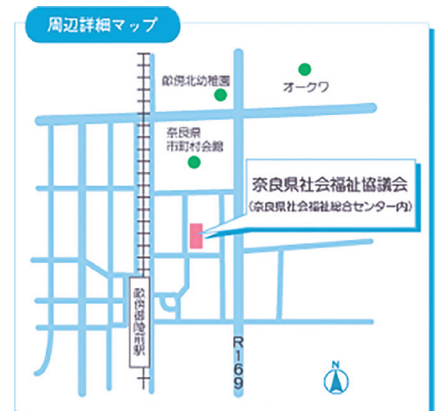 周辺詳細マップ
畝傍北幼稚園
オークワ
奈良県
市町村会館
奈良県社会福祉協議会
(奈良県社会福祉総合センター内)
畝傍御陵前駅
R169
N